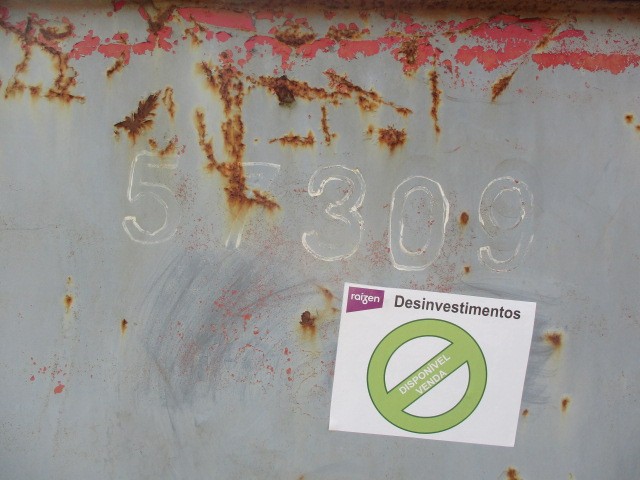 57309
raízen
Desinvestimentos
DISPONÍVEL
VENDA